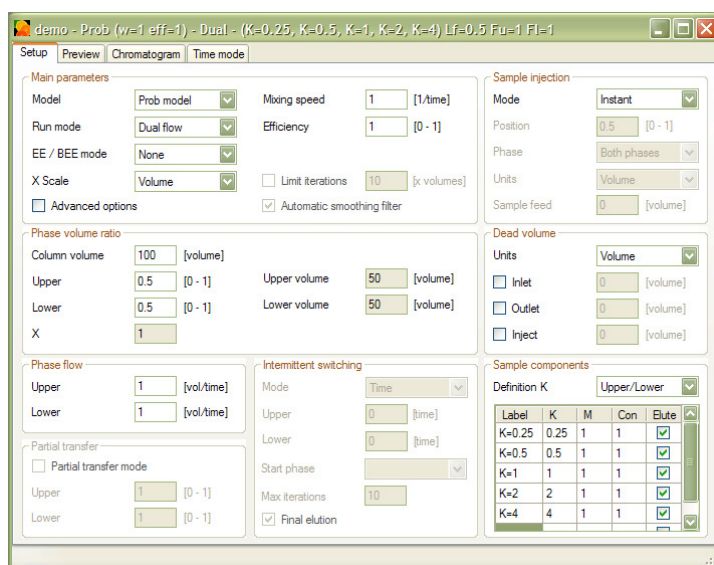 demo - Prob (w=1 eff=1) - Dual - (K=0.25, K=0.5, K=1, K=2, K=4) Lf=0.5 Fu=1 Fl=1
Setup Preview Chromatogram Time mode
Main parameters
Model Prob model Mixing speed 1 [1/time]
Run mode Dual flow Efficiency 1 [0 - 1]
EE / BEE mode None
X Scale Volume Limit iterations 10 [x volumes]
Advanced options Automatic smoothing filter
Sample injection
Mode Instant
Position 0.5 [0 - 1]
Phase Both phases
Units Volume
Sample feed 0 [volume]
Phase volume ratio
Column volume 100 [volume]
Upper 0.5 [0 - 1] Upper volume 50 [volume]
Lower 0.5 [0 - 1] Lower volume 50 [volume]
X 1
Dead volume
Units Volume
Inlet 0 [volume]
Outlet 0 [volume]
Inject 0 [volume]
Phase flow
Upper 1 [vol/time]
Lower 1 [vol/time]
Partial transfer
Partial transfer mode
Upper 1 [0 - 1]
Lower 1 [0 - 1]
Intermittent switching
Mode Time
Upper 0 [time]
Lower 0 [time]
Start phase
Max iterations 10
Final elution
Sample components
Definition K Upper/Lower
Label K M Con Elute
K=0.25 0.25 1 1
K=0.5 0.5 1 1
K=1 1 1 1
K=2 2 1 1
K=4 4 1 1